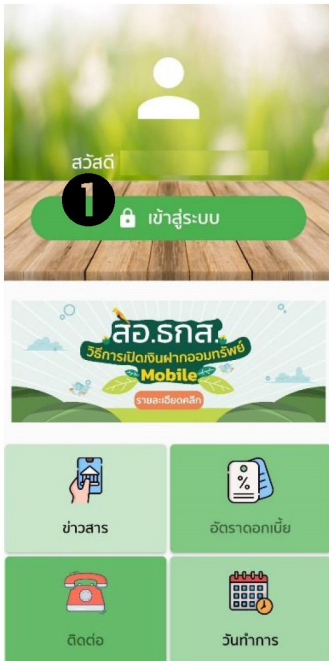 สวัสดี
1
เข้าสู่ระบบ
สอ.ธกส.
วิธีการเปิดเงินฝากออมทรัพย์
Mobile
รายละเอียดคลิก
ข่าวสาร
อัตราดอกเบี้ย
%
ติดต่อ
วันทำการ